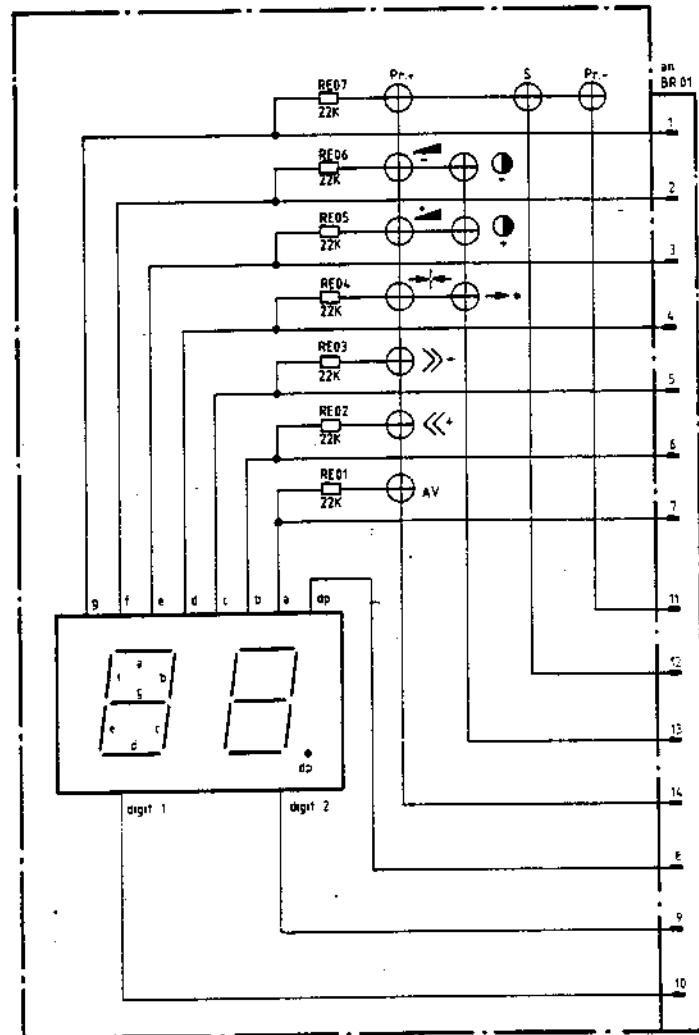 an
BR 01
Pr.+ S Pr.-
RE07
22K
1
RE06
22K
- -
2
RE05
22K
+ +
3
RE04
22K
+
4
RE03
22K
-
5
RE02
22K
+
6
RE01
22K
AV
7
g f e d c b a dp
11
a
f b
g
e c
d
dp
12
13
digit 1 digit 2
14
8
9
10